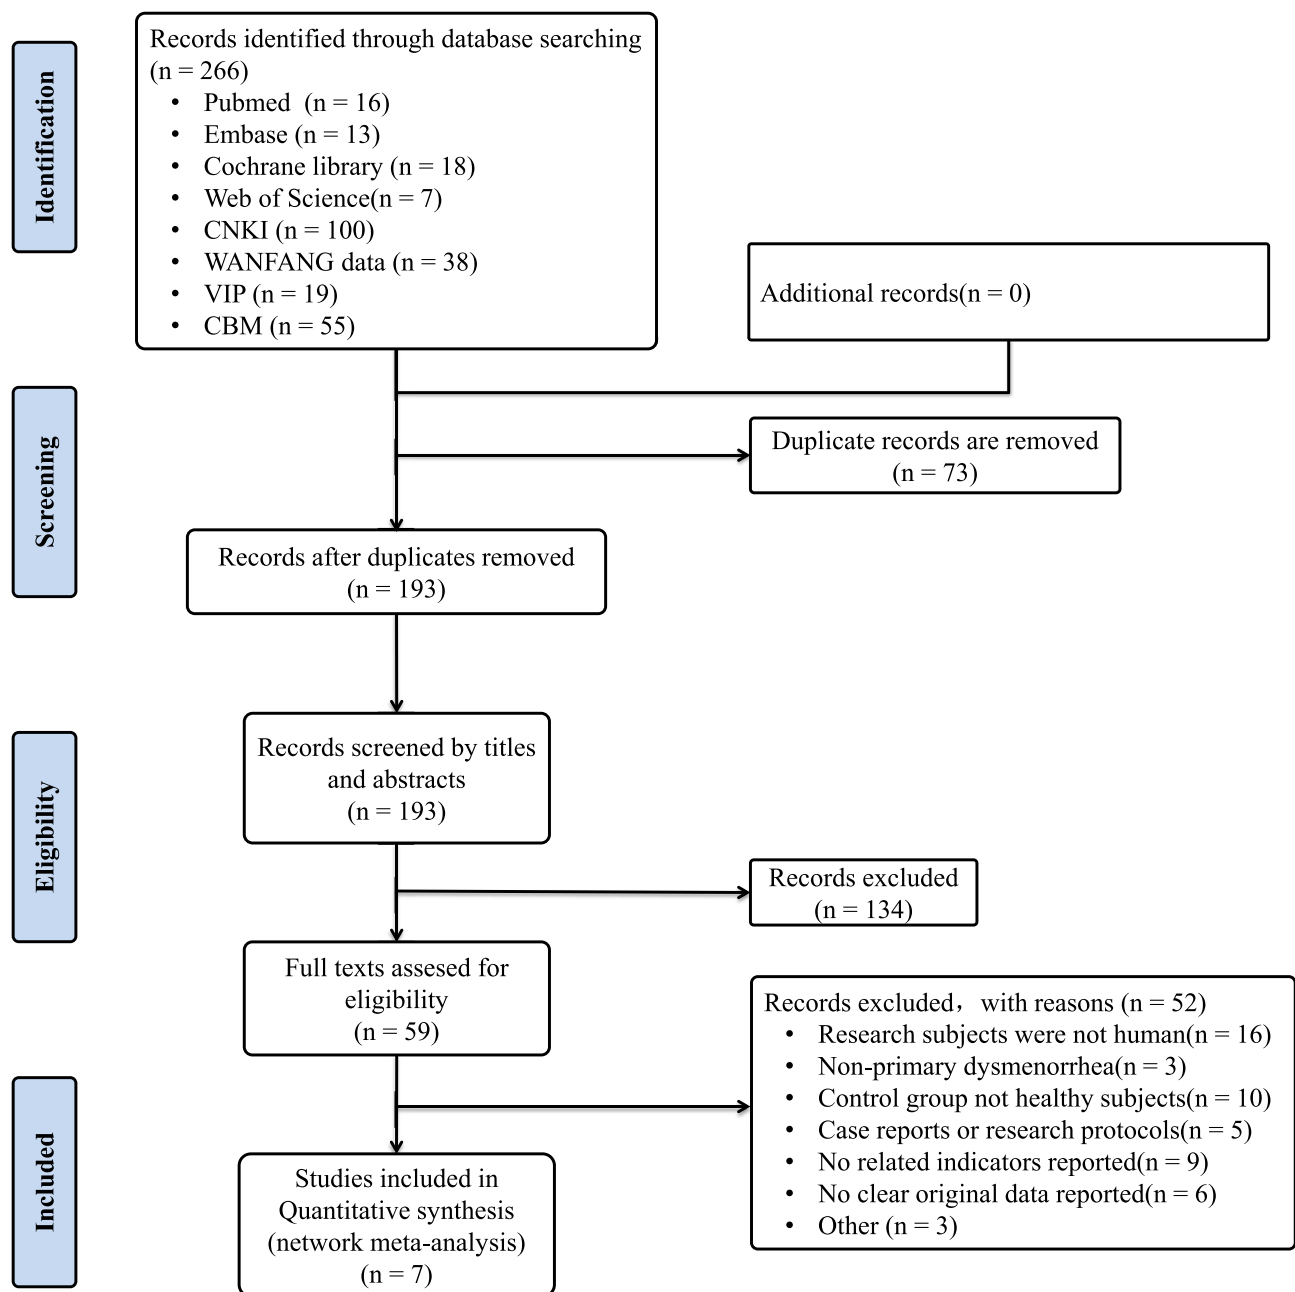 Identification
Records identified through database searching
(n = 266)
• Pubmed (n = 16)
• Embase (n = 13)
• Cochrane library (n = 18)
• Web of Science(n = 7)
• CNKI (n = 100)
• WANFANG data (n = 38)
• VIP (n = 19)
• CBM (n = 55)
Additional records(n = 0)
Screening
Duplicate records are removed
(n = 73)
Records after duplicates removed
(n = 193)
Eligibility
Records screened by titles
and abstracts
(n = 193)
Records excluded
(n = 134)
Full texts assesed for
eligibility
(n = 59)
Records excluded，with reasons (n = 52)
• Research subjects were not human(n = 16)
• Non-primary dysmenorrhea(n = 3)
• Control group not healthy subjects(n = 10)
• Case reports or research protocols(n = 5)
• No related indicators reported(n = 9)
• No clear original data reported(n = 6)
• Other (n = 3)
Included
Studies included in
Quantitative synthesis
(network meta-analysis)
(n = 7)